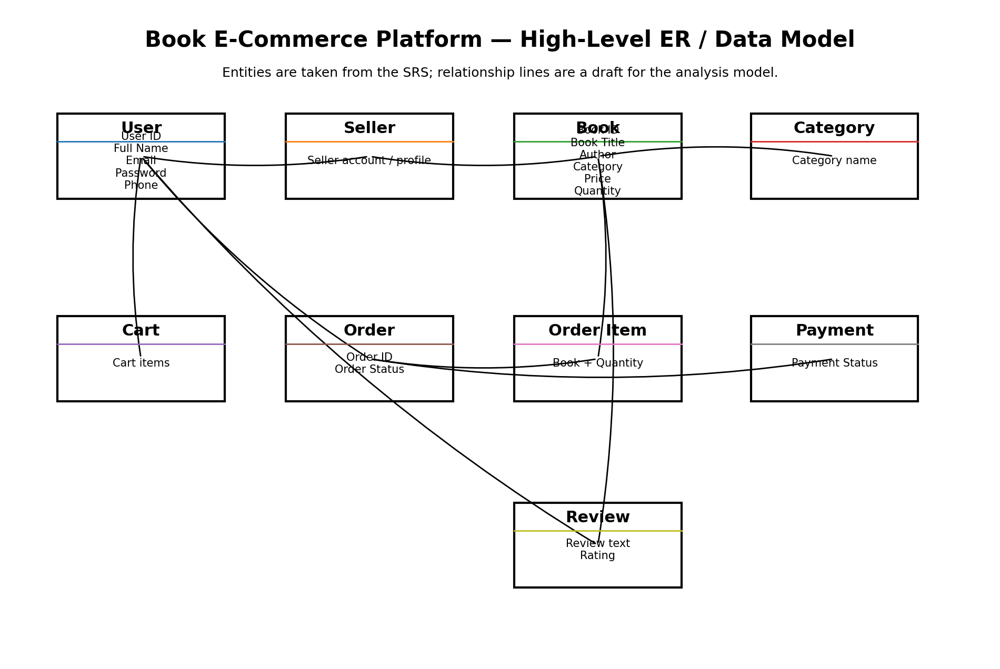 Book E-Commerce Platform — High-Level ER / Data Model
Entities are taken from the SRS; relationship lines are a draft for the analysis model.
User
User ID
Full Name
Email
Password
Phone
Seller
Seller account / profile
Book
Book ID
Book Title
Author
Category
Price
Quantity
Category
Category name
Cart
Cart items
Order
Order ID
Order Status
Order Item
Book + Quantity
Payment
Payment Status
Review
Review text
Rating